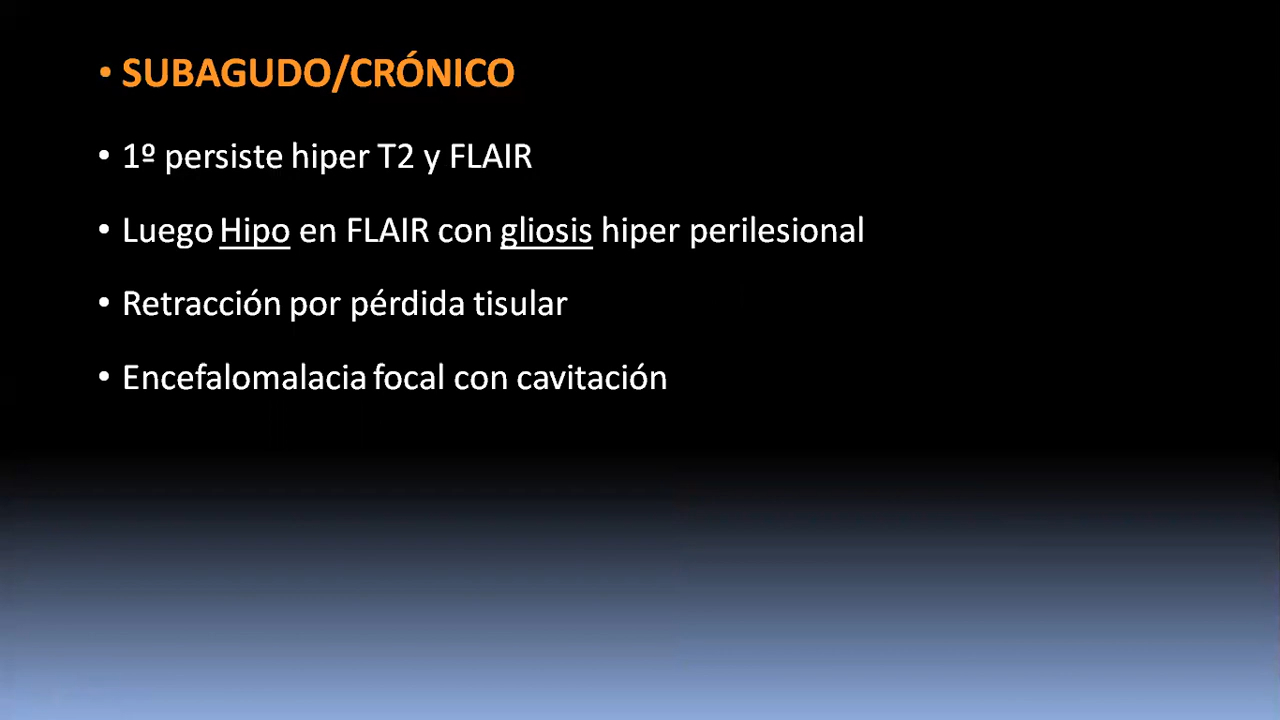 • SUBAGUDO/CRÓNICO
• 1º persiste hiper T2 y FLAIR
• Luego Hipo en FLAIR con gliosis hiper perilesional
• Retracción por pérdida tisular
• Encefalomalacia focal con cavitación